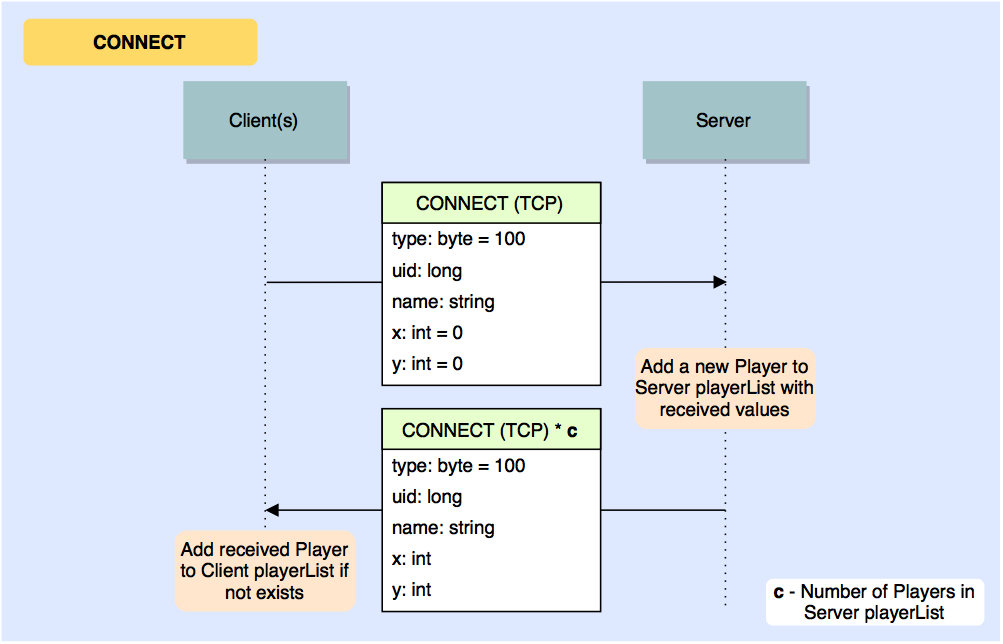 CONNECT
Client(s)
Server
CONNECT (TCP)
type: byte = 100
uid: long
name: string
x: int = 0
y: int = 0
Add a new Player to
Server playerList with
received values
CONNECT (TCP) * c
type: byte = 100
uid: long
name: string
x: int
y: int
Add received Player
to Client playerList if
not exists
c - Number of Players in
Server playerList